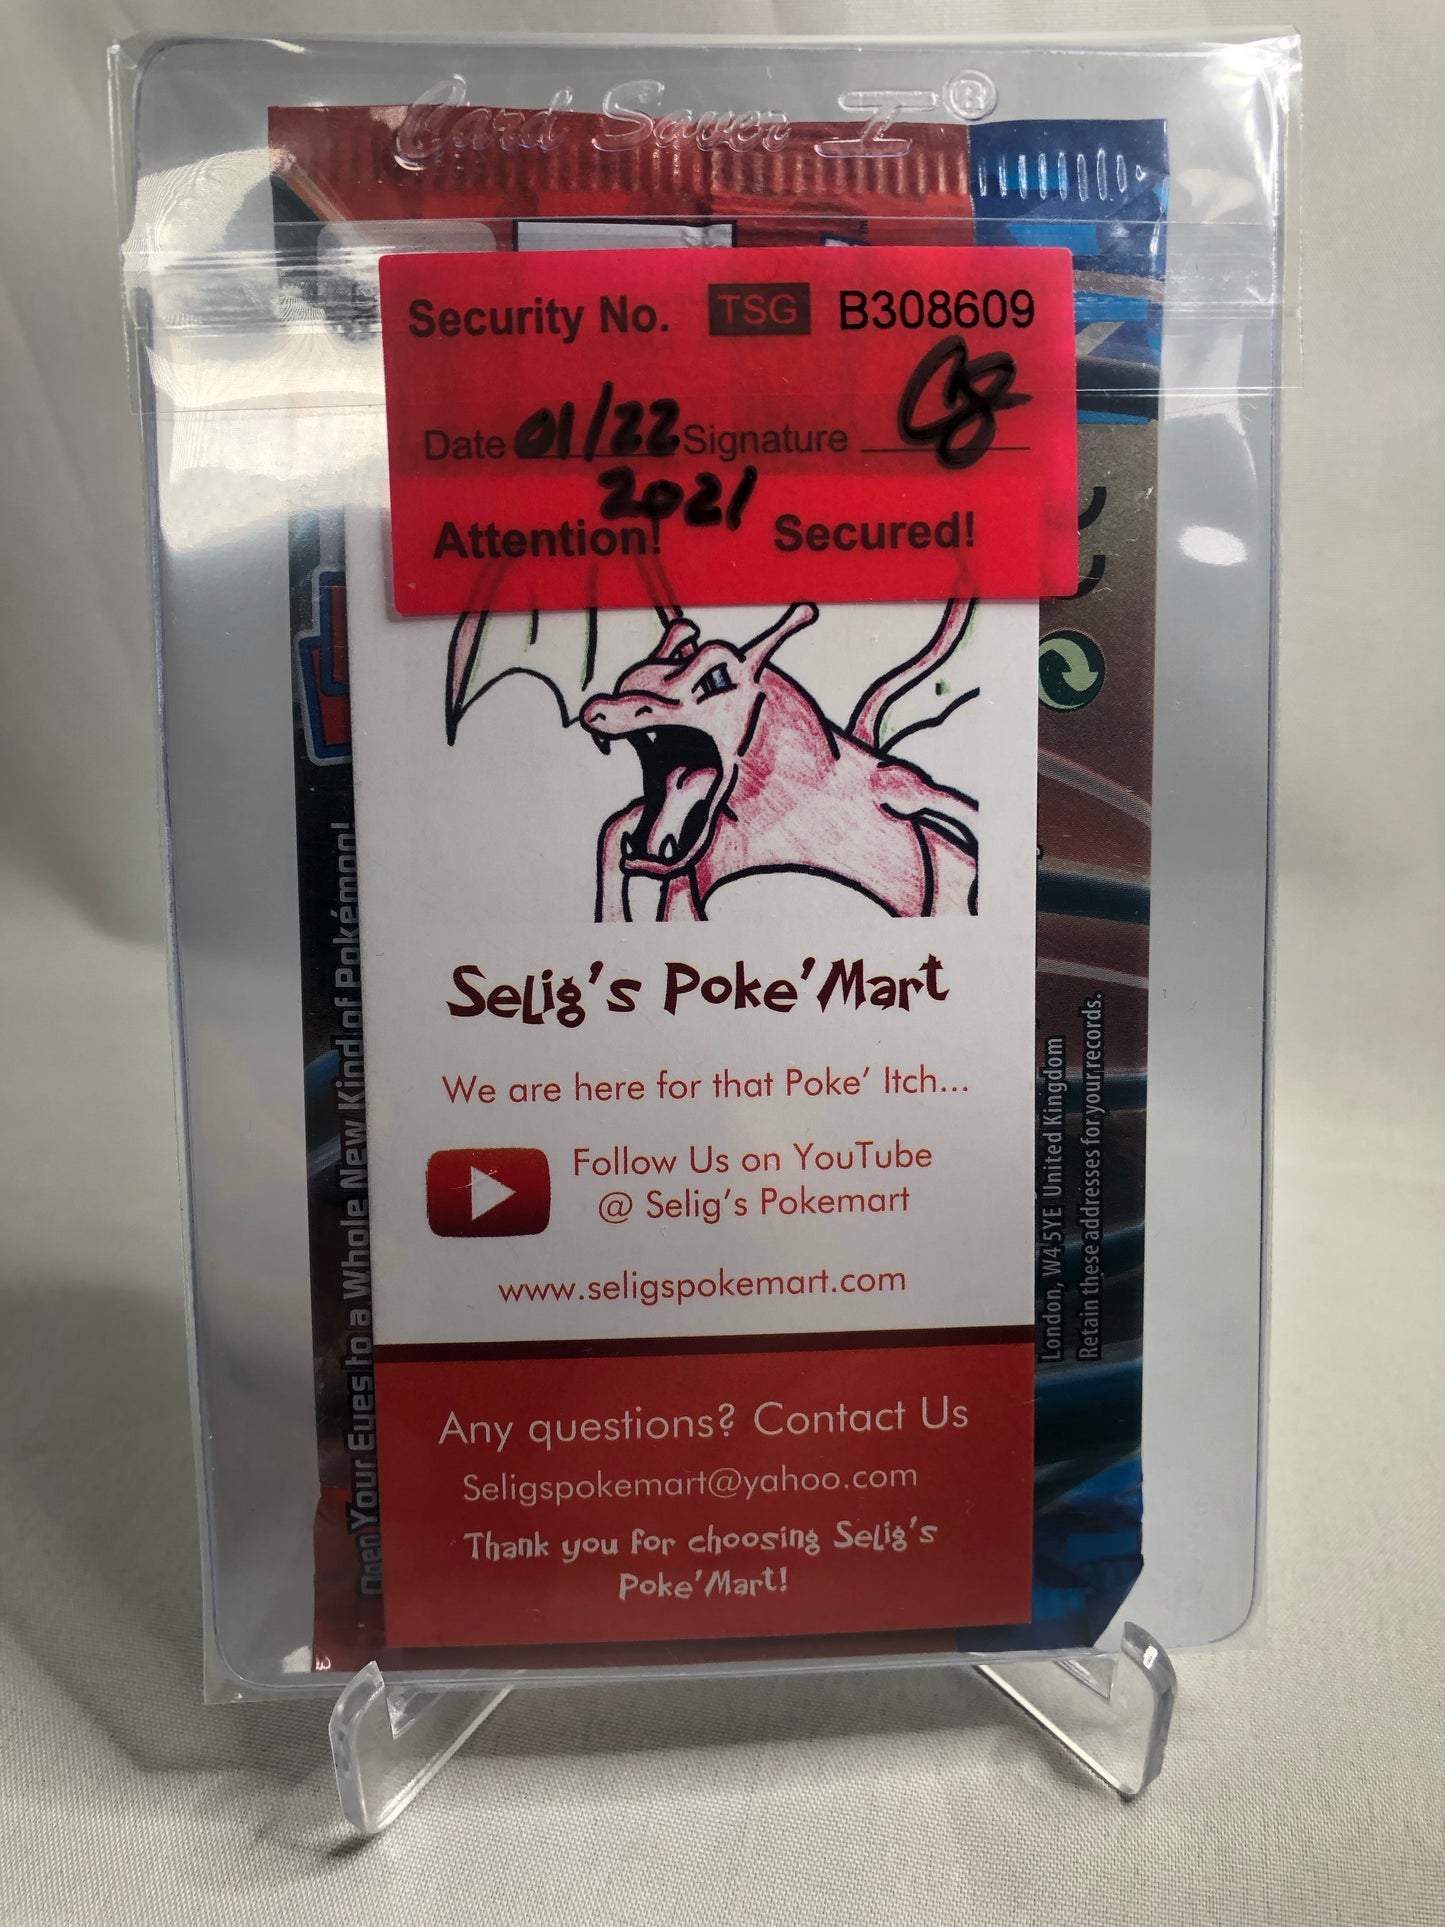 Card Saver I®
Security No. TSG B308609
Date 01/22 Signature
2021
Attention! Secured!
Selig's Poke'Mart
We are here for that Poke' Itch...
Follow Us on YouTube
@ Selig's Pokemart
www.seligspokemart.com
Any questions? Contact Us
Seligspokemart@yahoo.com
Thank you for choosing Selig's
Poke'Mart!
Open Your Eyes to a Whole New Kind of Pokémon!
London, W4 5YE United Kingdom
Retain these addresses for your records.